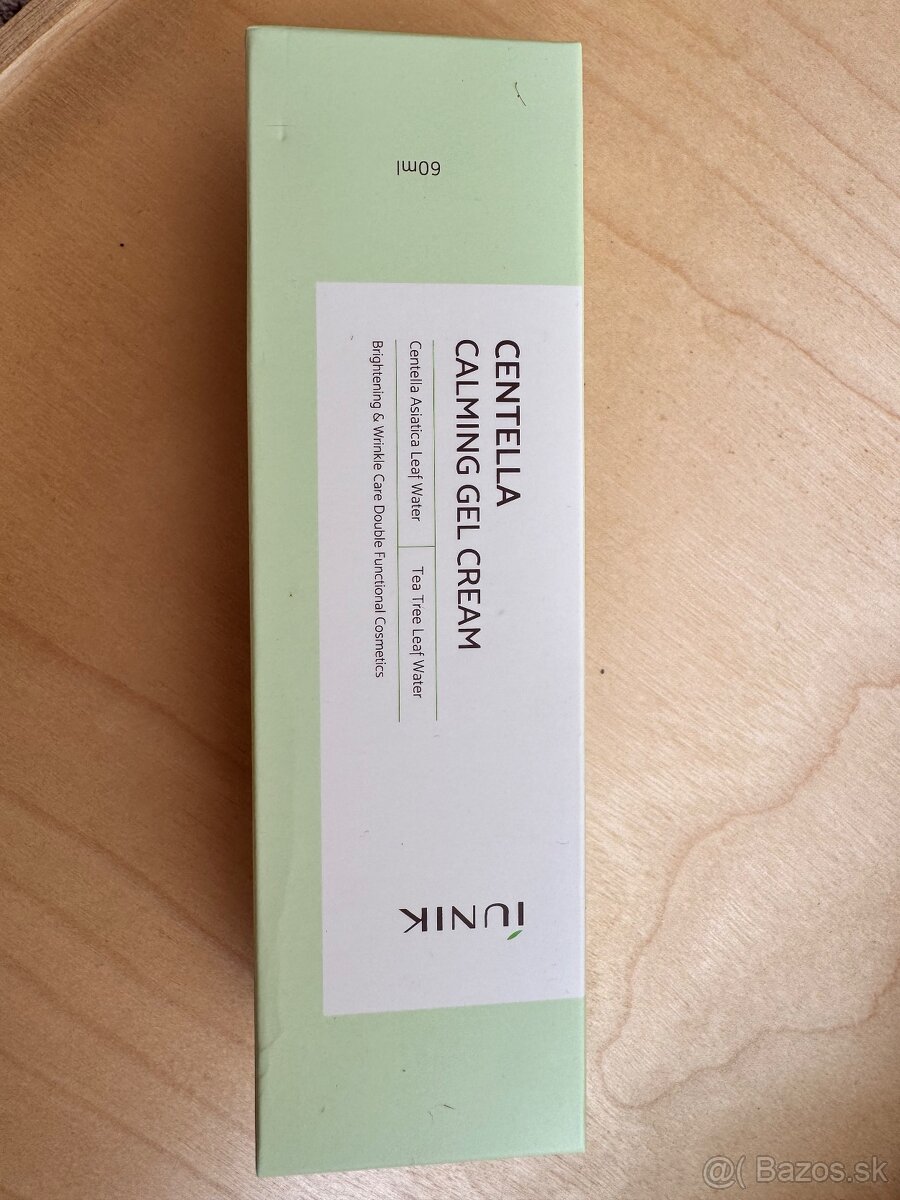 60ml
CENTELLA
CALMING GEL CREAM
Centella Asiatica Leaf Water
Tea Tree Leaf Water
Brightening & Wrinkle Care Double Functional Cosmetics
iUNIK
@( Bazos.sk